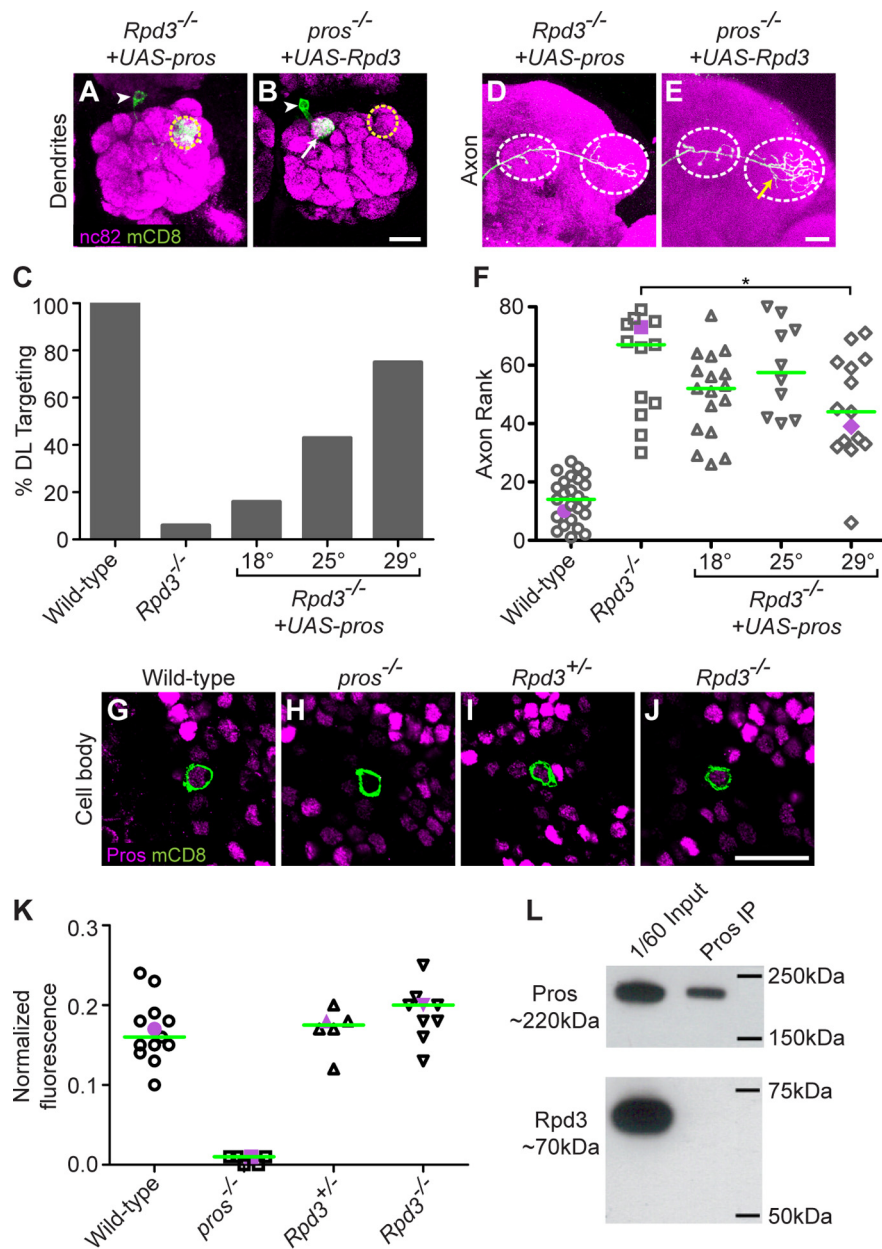 Rpd3-/- +UAS-pros
pros-/- +UAS-Rpd3
Rpd3-/- +UAS-pros
pros-/- +UAS-Rpd3
Dendrites
A
B
nc82 mCD8
Axon
D
E
C
% DL Targeting
100
80
60
40
20
0
Wild-type
Rpd3-/-
18°
25°
29°
Rpd3-/-
+UAS-pros
F
*
Axon Rank
80
60
40
20
0
Wild-type
Rpd3-/-
18°
25°
29°
Rpd3-/-
+UAS-pros
Wild-type
pros-/-
Rpd3+/-
Rpd3-/-
Cell body
G
H
I
J
Pros mCD8
K
Normalized
fluorescence
0.3
0.2
0.1
0.0
Wild-type
pros-/-
Rpd3+/-
Rpd3-/-
L
1/60 Input
Pros IP
Pros
~220kDa
250kDa
150kDa
Rpd3
~70kDa
75kDa
50kDa